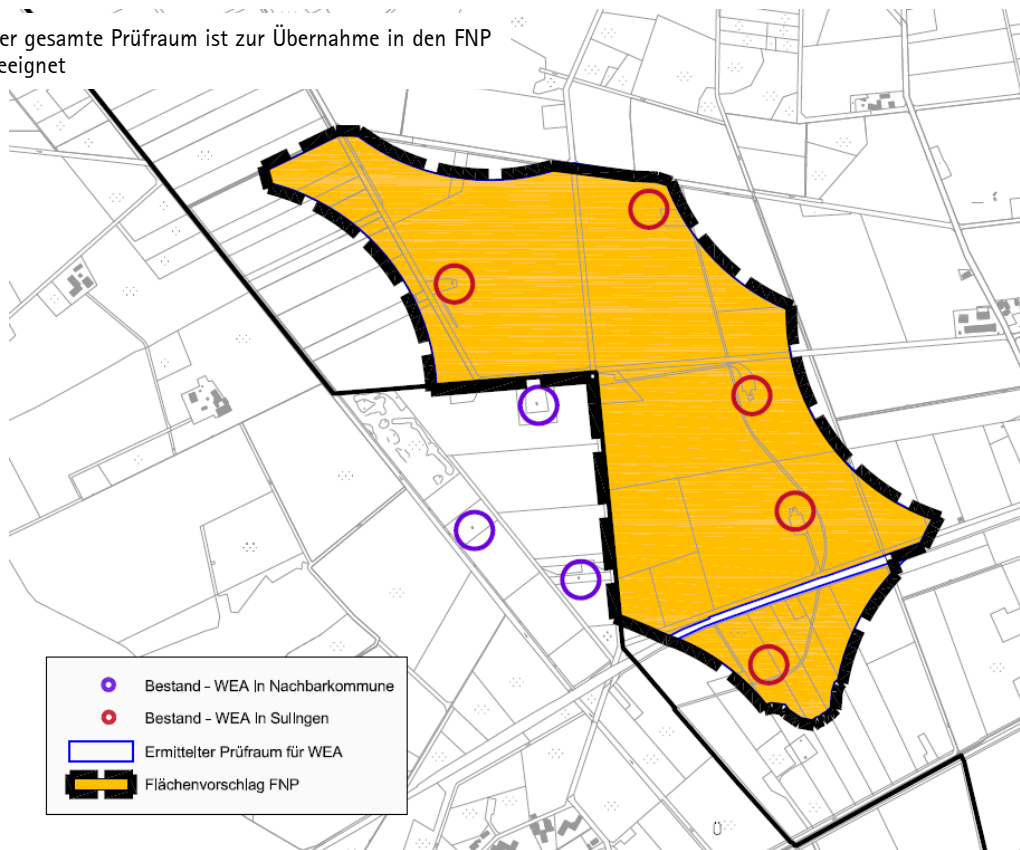 er gesamte Prüfraum ist zur Übernahme in den FNP
eeignet
Bestand - WEA In Nachbarkommune
Bestand - WEA In Sulingen
Ermittelter Prüfraum für WEA
Flächenvorschlag FNP
Ü